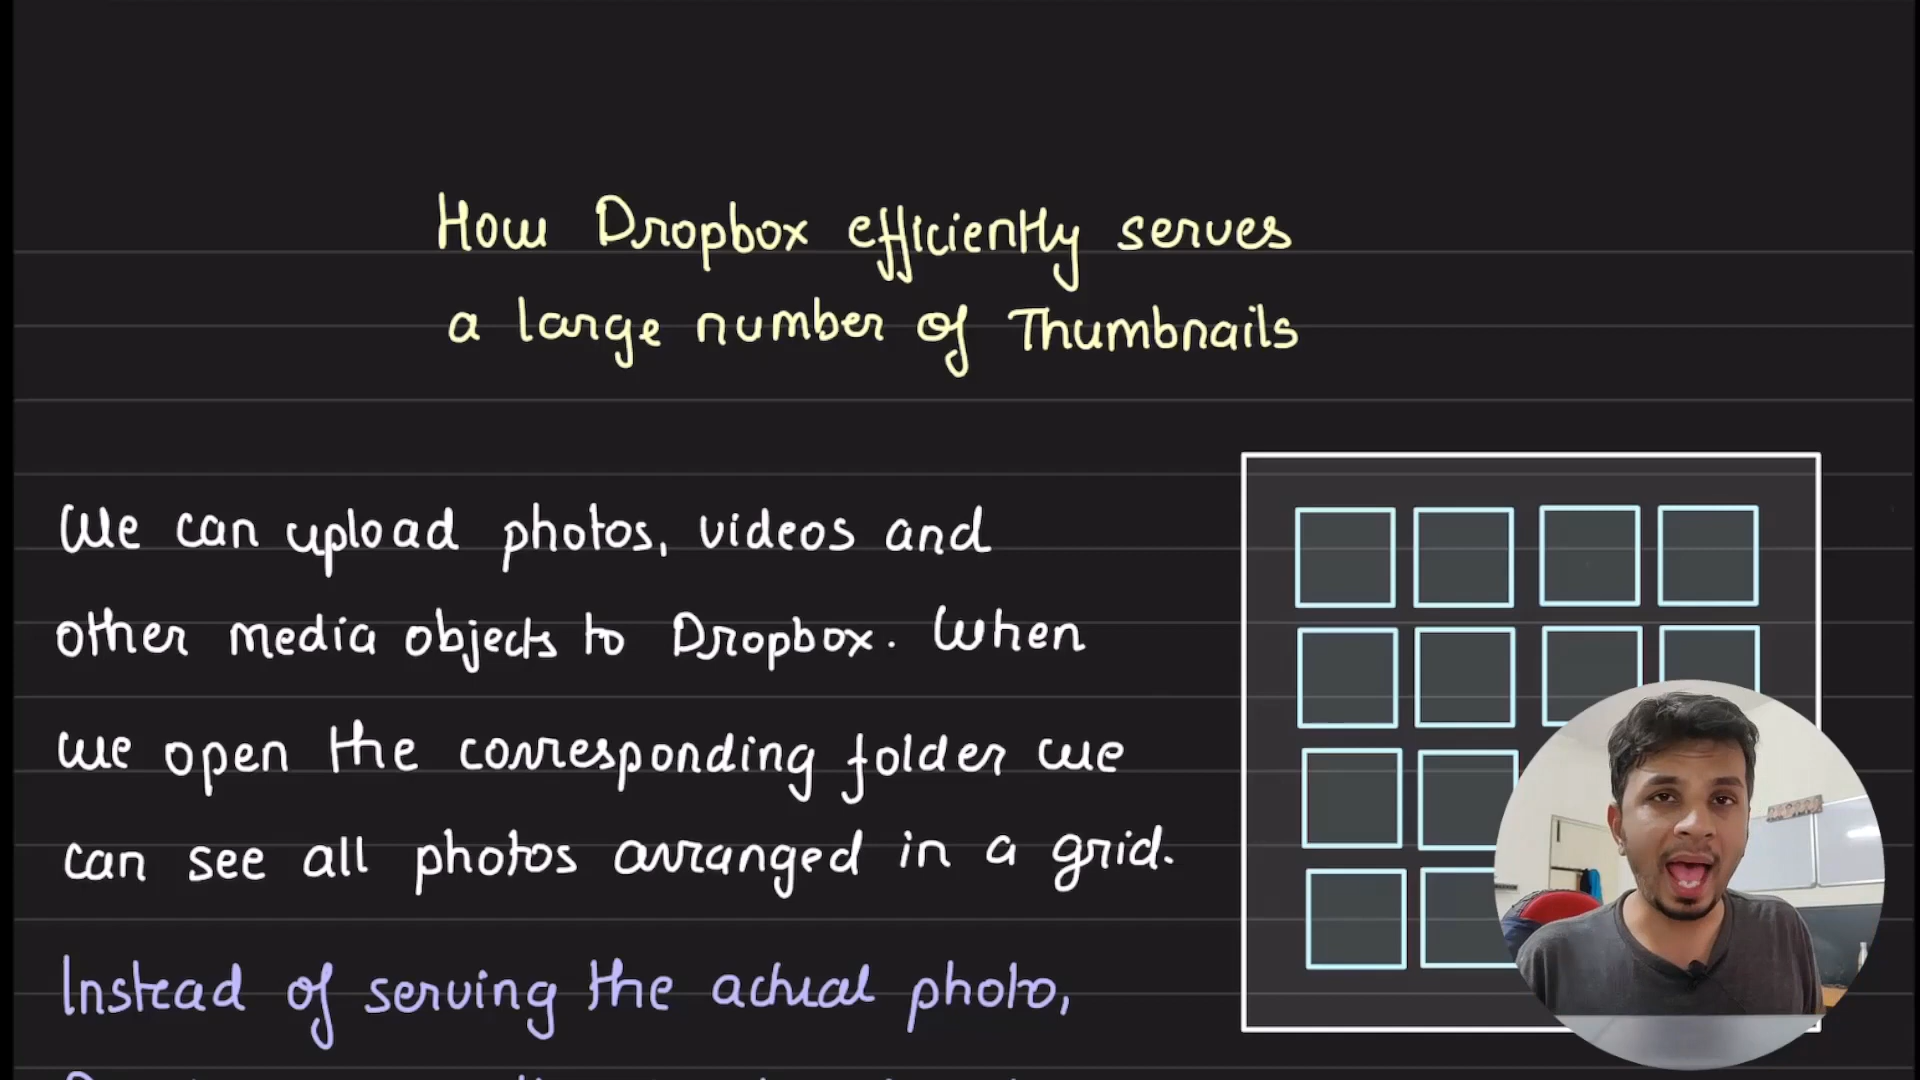 How Dropbox efficiently serves
a large number of Thumbnails
We can upload photos, videos and
other media objects to Dropbox. When
we open the corresponding folder we
can see all photos arranged in a grid.
Instead of serving the actual photo,